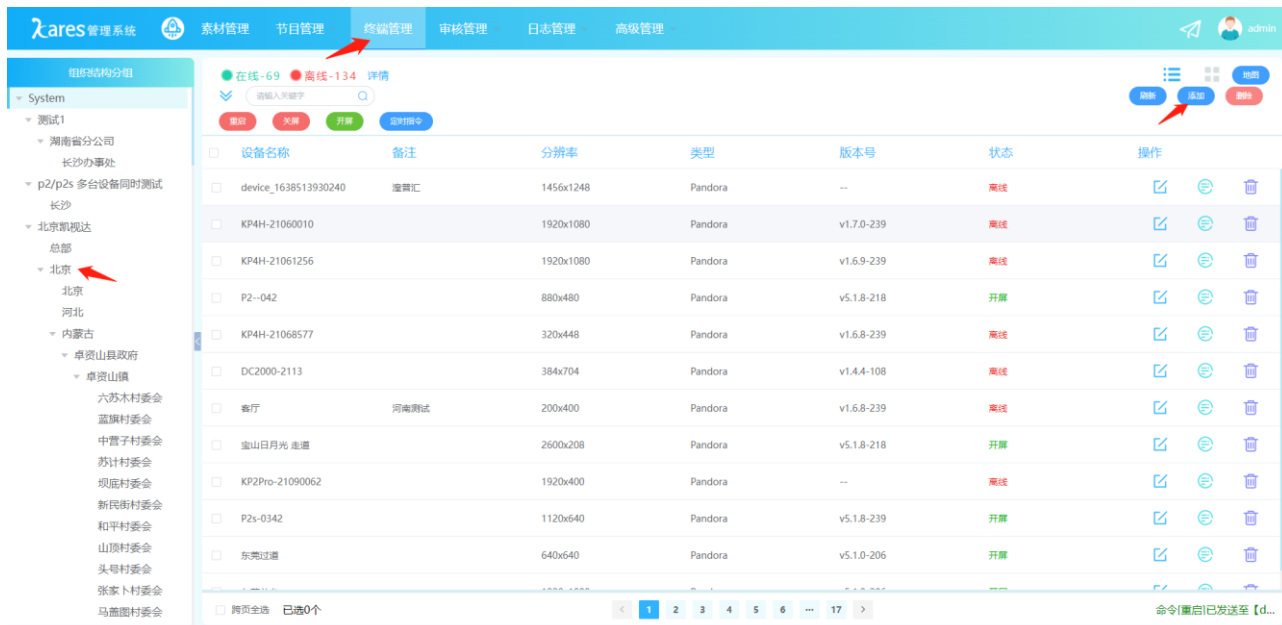 kares管理系统 素材管理 节目管理 终端管理 审核管理 日志管理 高级管理 admin
组织结构分组
System
测试1
湖南省分公司
长沙办事处
p2/p2s 多台设备同时测试
长沙
北京凯视达
总部
北京
北京
河北
内蒙古
卓资山县政府
卓资山镇
六苏木村委会
蓝旗村委会
中营子村委会
苏计村委会
坝底村委会
新民街村委会
和平村委会
山顶村委会
头号村委会
张家卜村委会
马盖图村委会
在线-69 离线-134 详情 地图
请输入关键字 刷新 添加 删除
重启 关屏 开屏 定时指令
设备名称 备注 分辨率 类型 版本号 状态 操作
device_1638513930240 潼普汇 1456x1248 Pandora -- 离线
KP4H-21060010 1920x1080 Pandora v1.7.0-239 离线
KP4H-21061256 1920x1080 Pandora v1.6.9-239 离线
P2--042 880x480 Pandora v5.1.8-218 开屏
KP4H-21068577 320x448 Pandora v1.6.8-239 离线
DC2000-2113 384x704 Pandora v1.4.4-108 离线
客厅 河南测试 200x400 Pandora v1.6.8-239 离线
宝山日月光 走道 2600x208 Pandora v5.1.8-218 开屏
KP2Pro-21090062 1920x400 Pandora -- 离线
P2s-0342 1120x640 Pandora v5.1.8-239 开屏
东莞过道 640x640 Pandora v5.1.0-206 开屏
跨页全选 已选0个 < 1 2 3 4 5 6 ··· 17 > 命令[重启]已发送至【d...